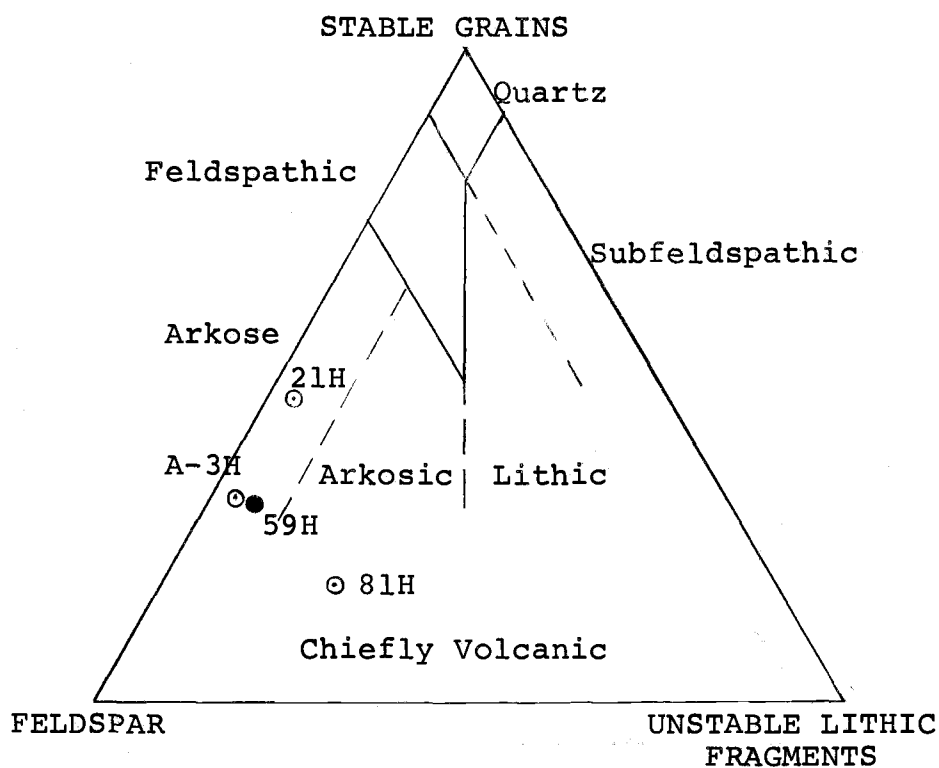 STABLE GRAINS
Quartz
Feldspathic
Subfeldspathic
Arkose
21H
A-3H
Arkosic
Lithic
59H
81H
Chiefly Volcanic
FELDSPAR
UNSTABLE LITHIC
FRAGMENTS